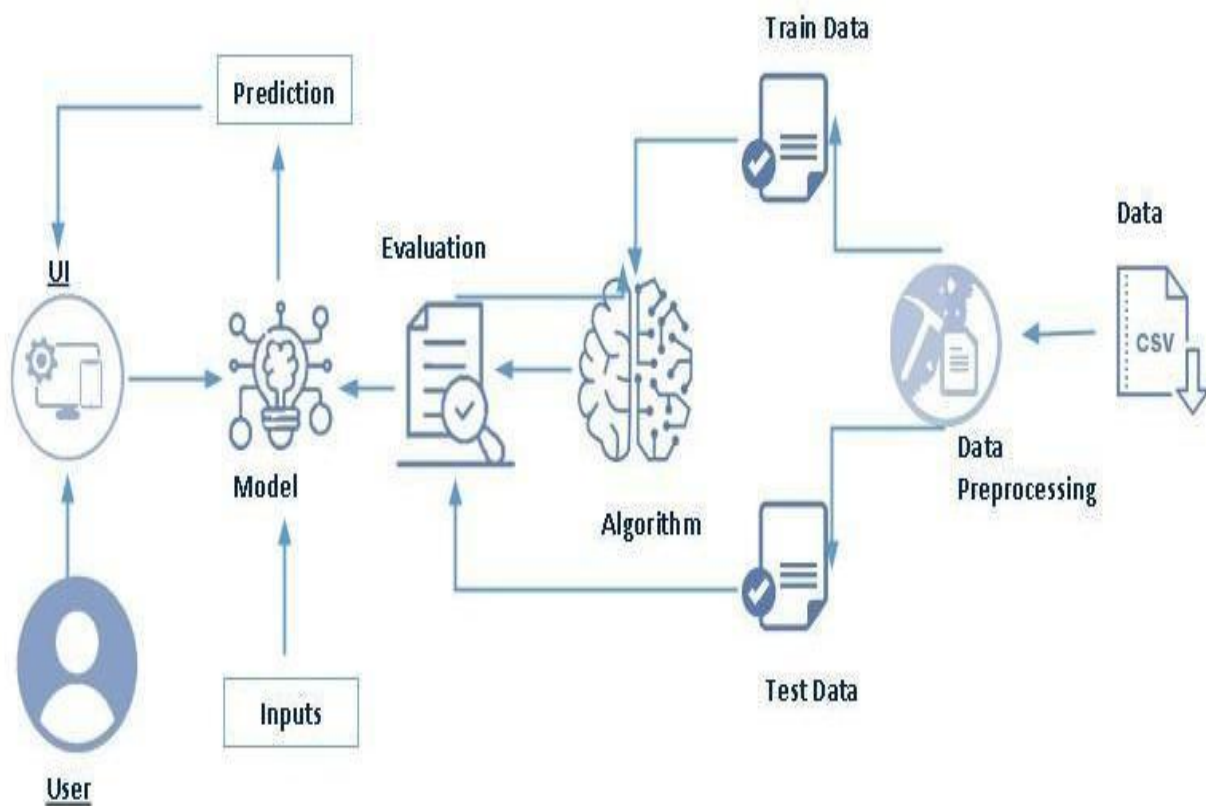 Train Data
Prediction
Data
Evaluation
UI
CSV
Data
Preprocessing
Model
Algorithm
Test Data
Inputs
User